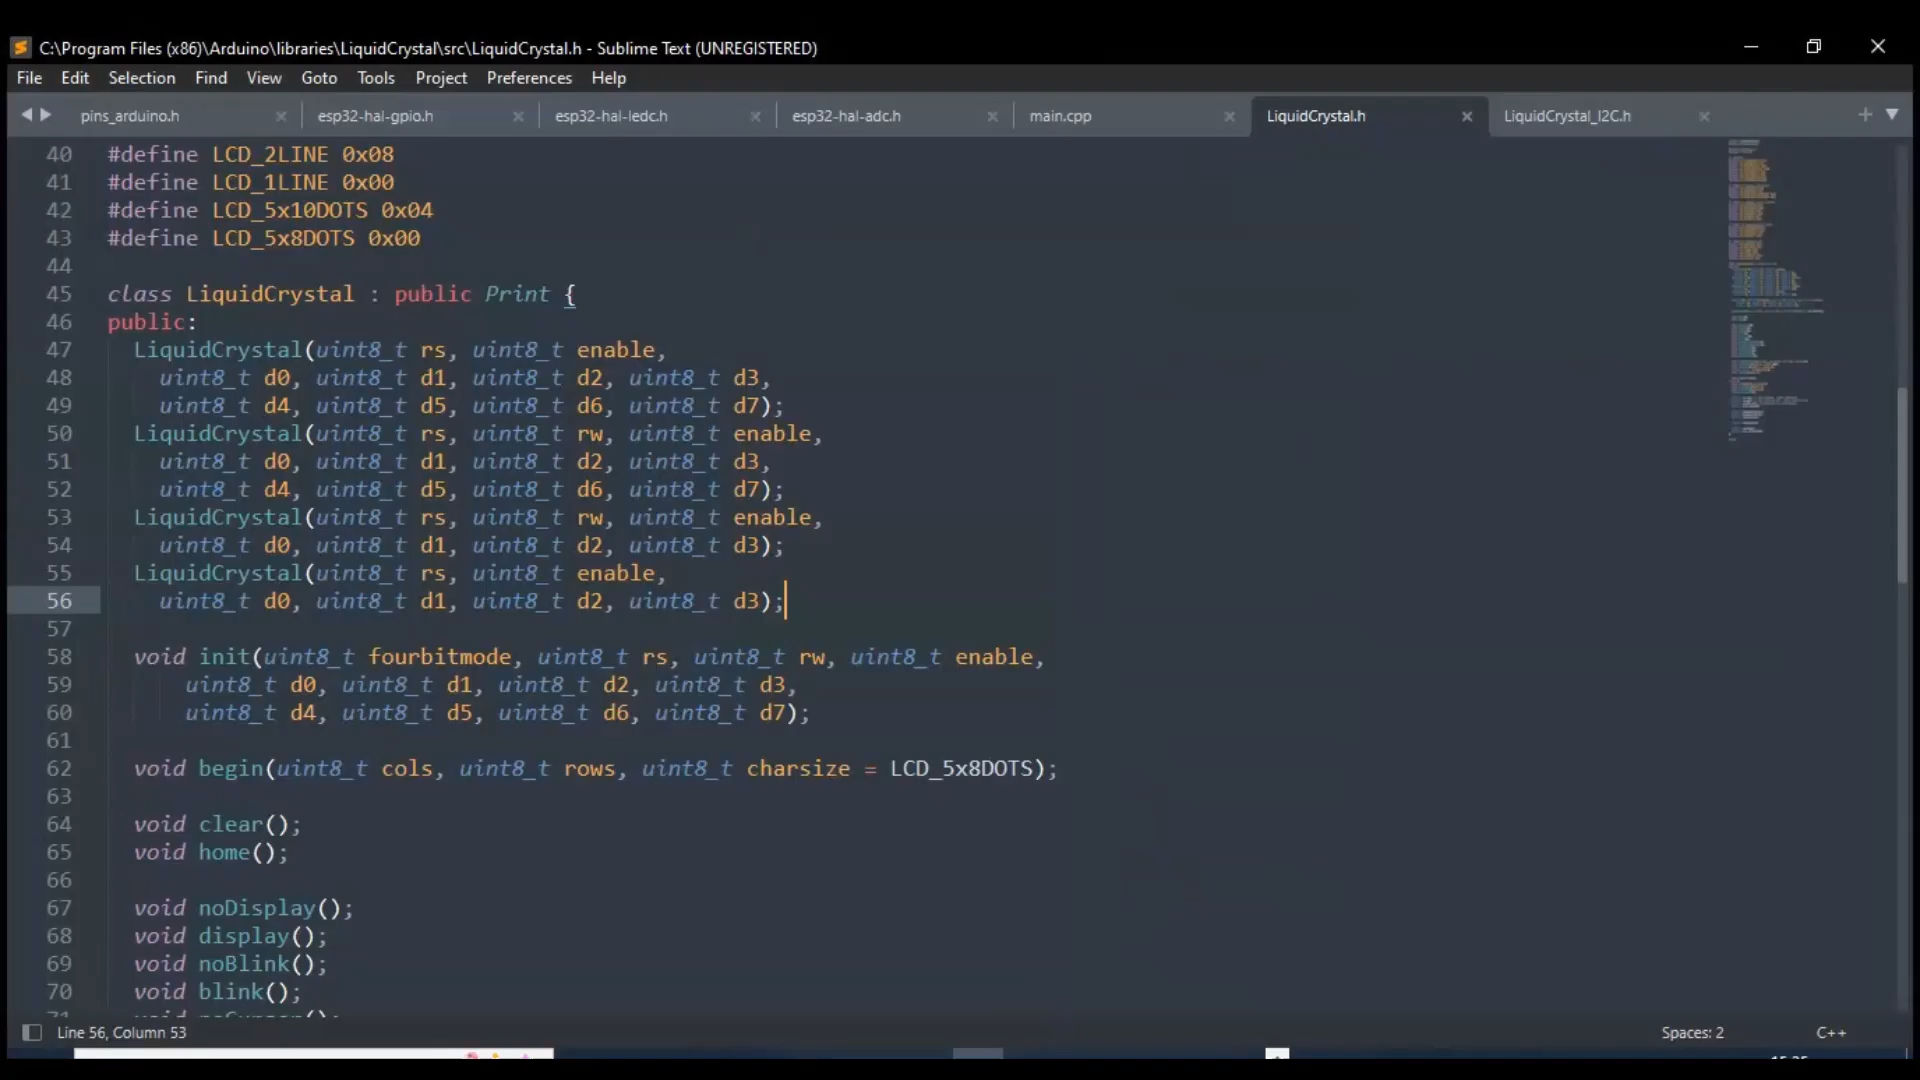 C:\Program Files (x86)\Arduino\libraries\LiquidCrystal\src\LiquidCrystal.h - Sublime Text (UNREGISTERED)
File Edit Selection Find View Goto Tools Project Preferences Help
pins_arduino.h esp32-hal-gpio.h esp32-hal-ledc.h esp32-hal-adc.h main.cpp LiquidCrystal.h LiquidCrystal_I2C.h
40 #define LCD_2LINE 0x08
41 #define LCD_1LINE 0x00
42 #define LCD_5x10DOTS 0x04
43 #define LCD_5x8DOTS 0x00
44
45 class LiquidCrystal : public Print {
46 public:
47 LiquidCrystal(uint8_t rs, uint8_t enable,
48 uint8_t d0, uint8_t d1, uint8_t d2, uint8_t d3,
49 uint8_t d4, uint8_t d5, uint8_t d6, uint8_t d7);
50 LiquidCrystal(uint8_t rs, uint8_t rw, uint8_t enable,
51 uint8_t d0, uint8_t d1, uint8_t d2, uint8_t d3,
52 uint8_t d4, uint8_t d5, uint8_t d6, uint8_t d7);
53 LiquidCrystal(uint8_t rs, uint8_t rw, uint8_t enable,
54 uint8_t d0, uint8_t d1, uint8_t d2, uint8_t d3);
55 LiquidCrystal(uint8_t rs, uint8_t enable,
56 uint8_t d0, uint8_t d1, uint8_t d2, uint8_t d3);
57
58 void init(uint8_t fourbitmode, uint8_t rs, uint8_t rw, uint8_t enable,
59 uint8_t d0, uint8_t d1, uint8_t d2, uint8_t d3,
60 uint8_t d4, uint8_t d5, uint8_t d6, uint8_t d7);
61
62 void begin(uint8_t cols, uint8_t rows, uint8_t charsize = LCD_5x8DOTS);
63
64 void clear();
65 void home();
66
67 void noDisplay();
68 void display();
69 void noBlink();
70 void blink();
Line 56, Column 53 Spaces: 2 C++